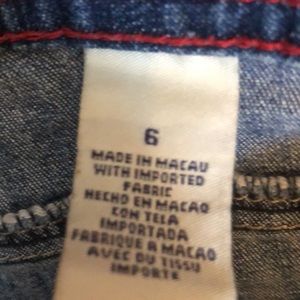 6
MADE IN MACAU
WITH IMPORTED
FABRIC
HECHO EN MACAO
CON TELA
IMPORTADA
FABRIQUE A MACAO
AVEC DU TISSU
IMPORTE